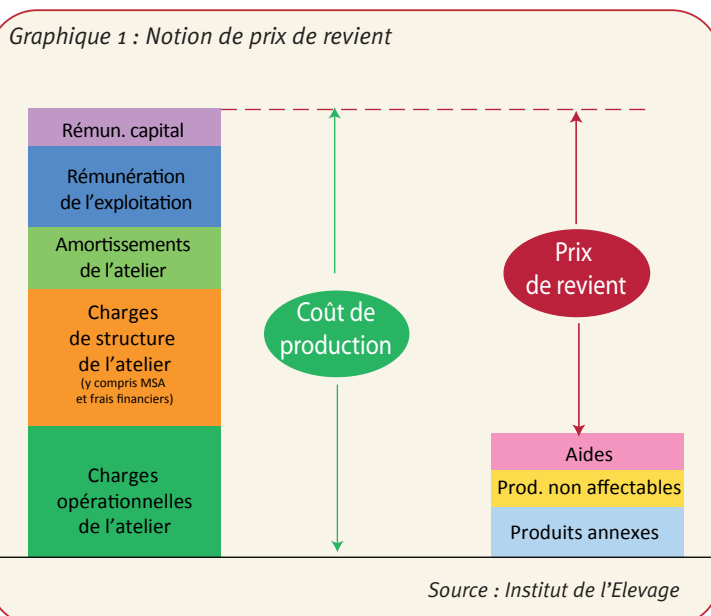 Graphique 1 : Notion de prix de revient
Rémun. capital
Rémunération
de l'exploitation
Amortissements
de l'atelier
Charges
de structure
de l'atelier
(y compris MSA
et frais financiers)
Charges
opérationnelles
de l'atelier
Coût de
production
Prix
de revient
Aides
Prod. non affectables
Produits annexes
Source : Institut de l'Elevage